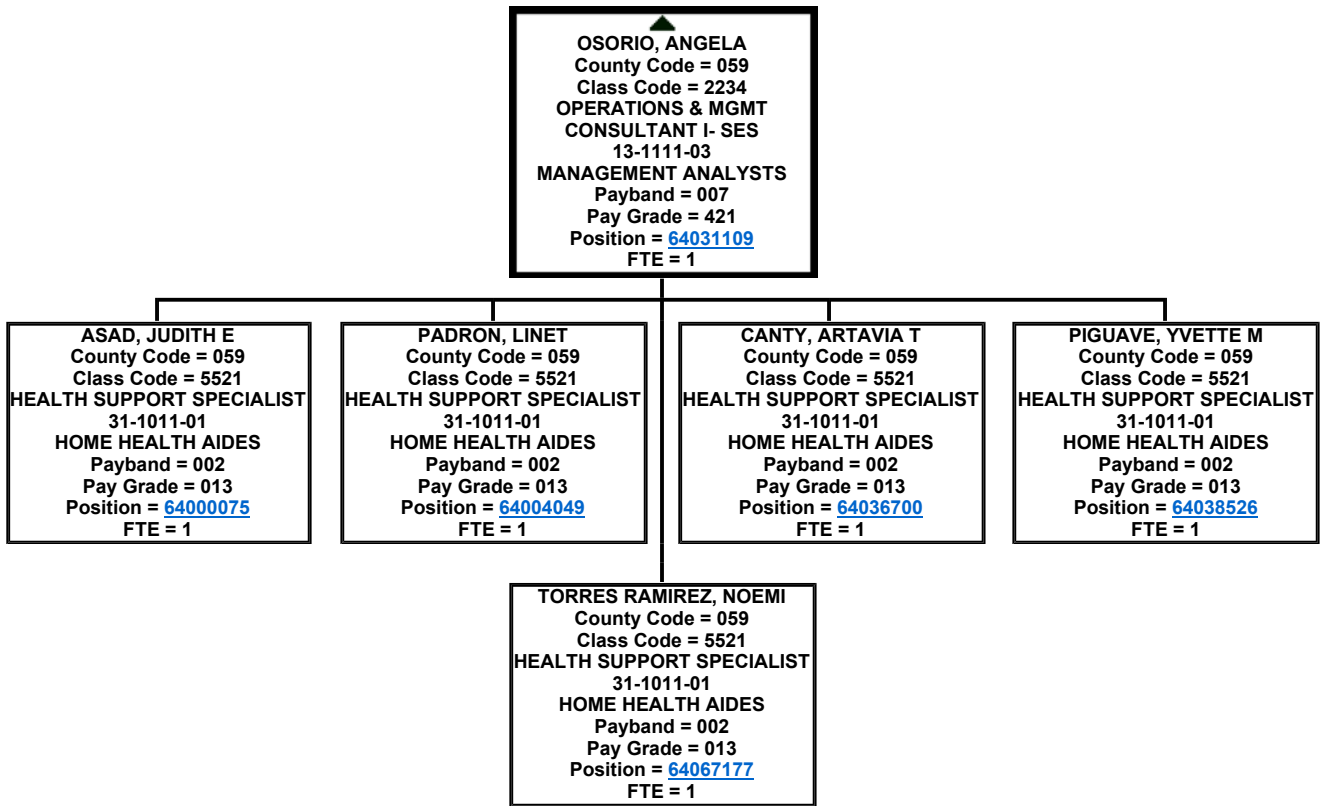 OSORIO, ANGELA
County Code = 059
Class Code = 2234
OPERATIONS & MGMT
CONSULTANT I- SES
13-1111-03
MANAGEMENT ANALYSTS
Payband = 007
Pay Grade = 421
Position = 64031109
FTE = 1
ASAD, JUDITH E
County Code = 059
Class Code = 5521
HEALTH SUPPORT SPECIALIST
31-1011-01
HOME HEALTH AIDES
Payband = 002
Pay Grade = 013
Position = 64000075
FTE = 1
PADRON, LINET
County Code = 059
Class Code = 5521
HEALTH SUPPORT SPECIALIST
31-1011-01
HOME HEALTH AIDES
Payband = 002
Pay Grade = 013
Position = 64004049
FTE = 1
CANTY, ARTAVIA T
County Code = 059
Class Code = 5521
HEALTH SUPPORT SPECIALIST
31-1011-01
HOME HEALTH AIDES
Payband = 002
Pay Grade = 013
Position = 64036700
FTE = 1
PIGUAVE, YVETTE M
County Code = 059
Class Code = 5521
HEALTH SUPPORT SPECIALIST
31-1011-01
HOME HEALTH AIDES
Payband = 002
Pay Grade = 013
Position = 64038526
FTE = 1
TORRES RAMIREZ, NOEMI
County Code = 059
Class Code = 5521
HEALTH SUPPORT SPECIALIST
31-1011-01
HOME HEALTH AIDES
Payband = 002
Pay Grade = 013
Position = 64067177
FTE = 1